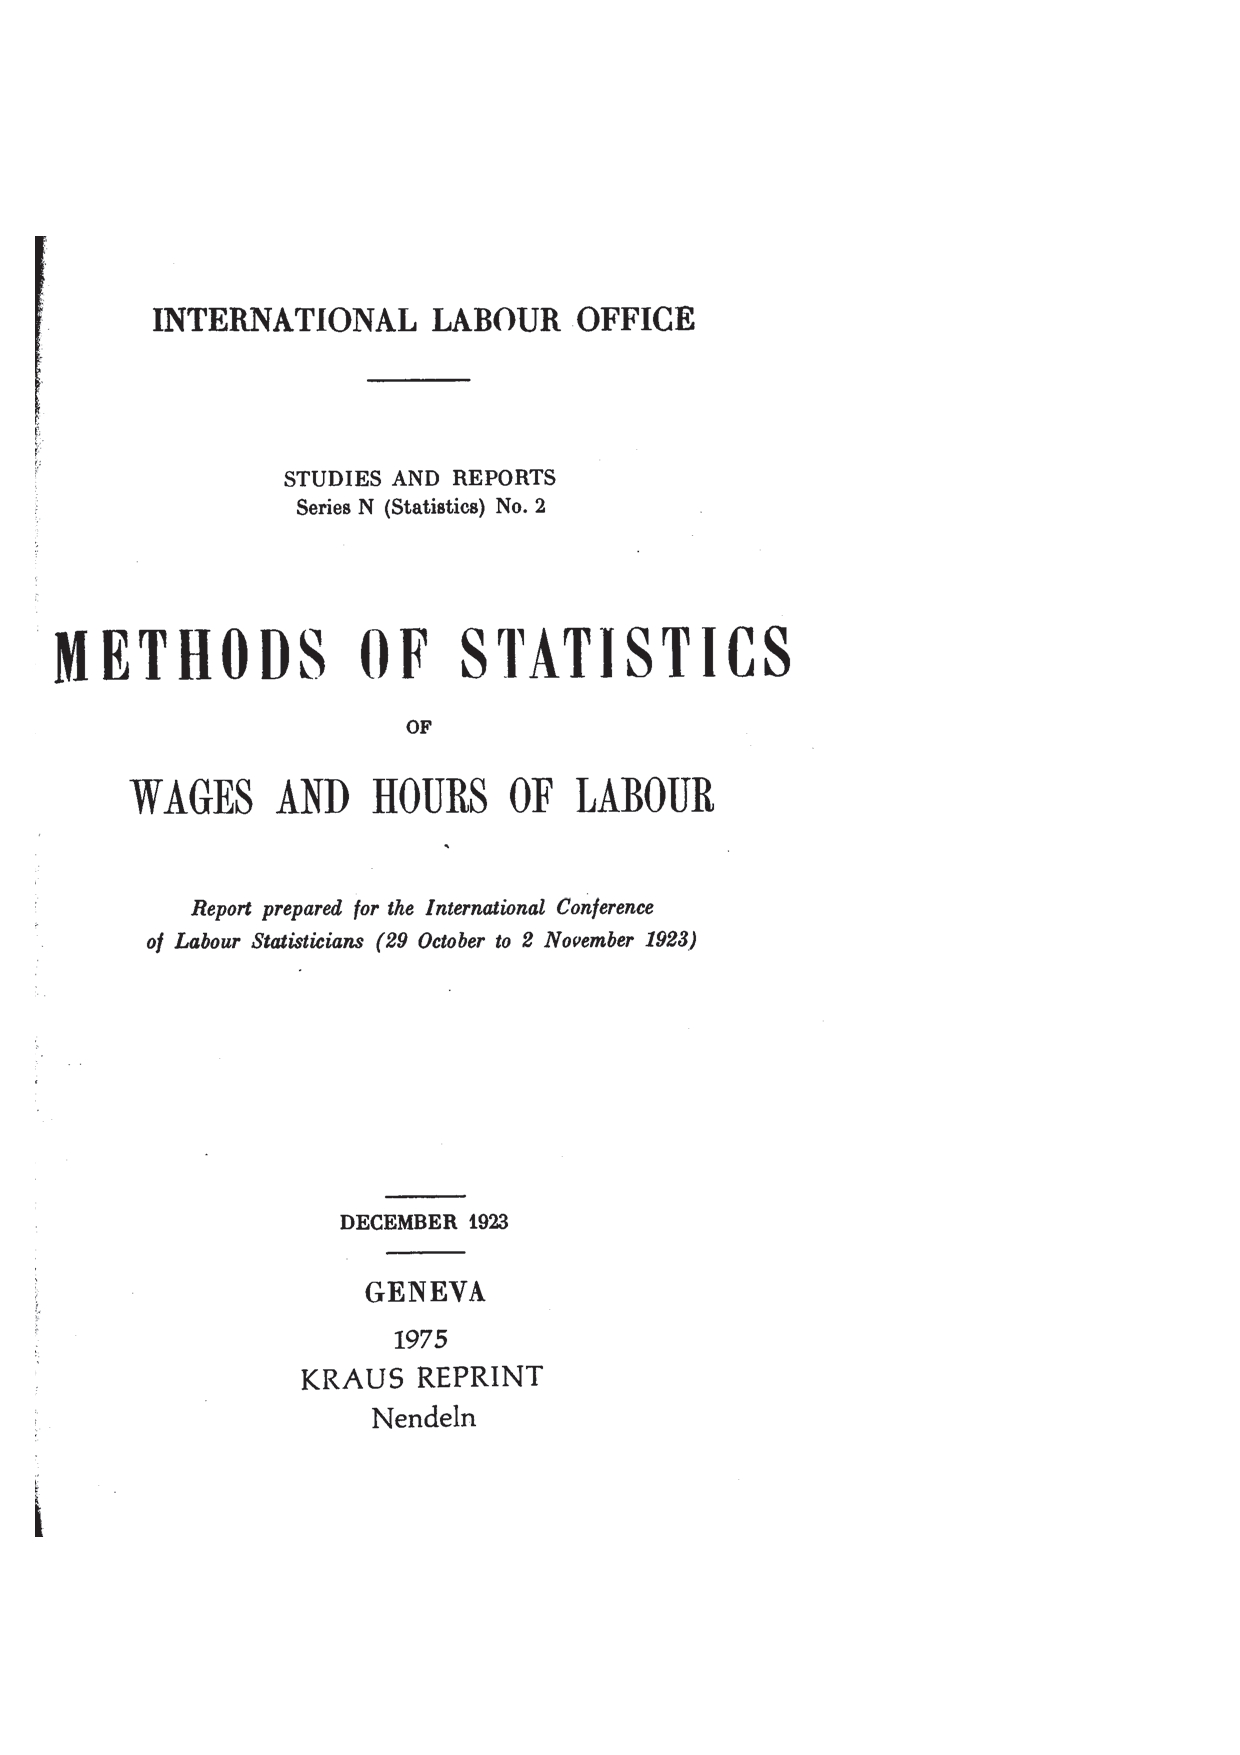 INTERNATIONAL LABOUR OFFICE
STUDIES AND REPORTS
Series N (Statistics) No. 2
METHODS OF STATISTICS
OF
WAGES AND HOURS OF LABOUR
Report prepared for the International Conference
of Labour Statisticians (29 October to 2 November 1923)
DECEMBER 1923
GENEVA
1975
KRAUS REPRINT
Nendeln